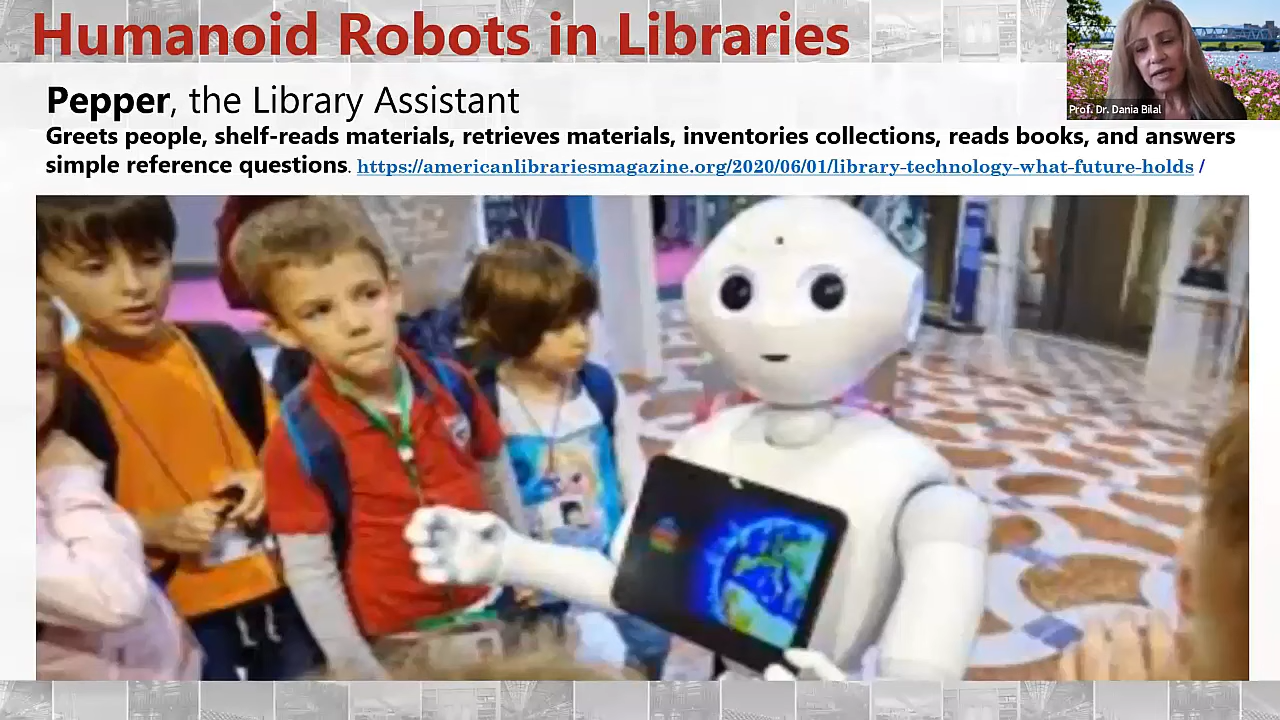 Humanoid Robots in Libraries
Prof. Dr. Dania Bilal
Pepper, the Library Assistant
Greets people, shelf-reads materials, retrieves materials, inventories collections, reads books, and answers
simple reference questions. https://americanlibrariesmagazine.org/2020/06/01/library-technology-what-future-holds /